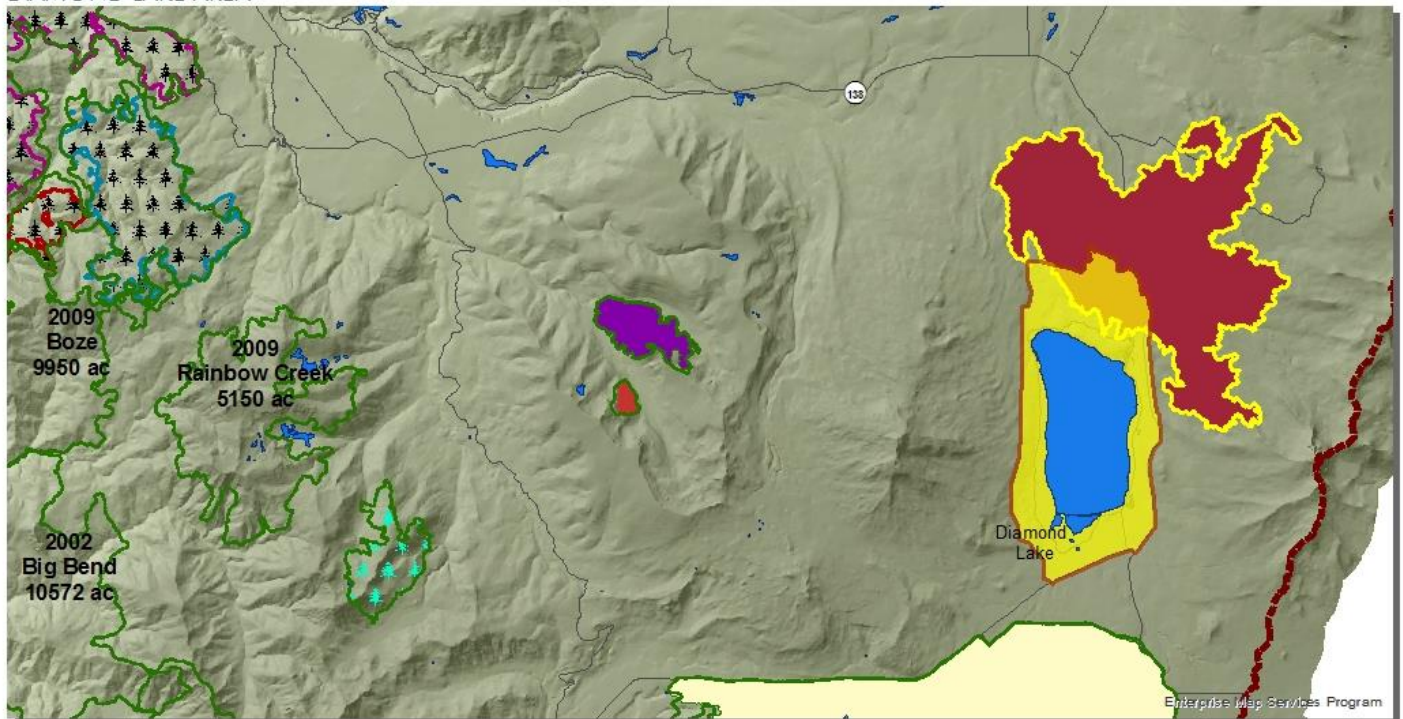 138
2009
Boze
9950 ac
2009
Rainbow Creek
5150 ac
2002
Big Bend
10572 ac
Diamond
Lake
Enterprise Map Services Program